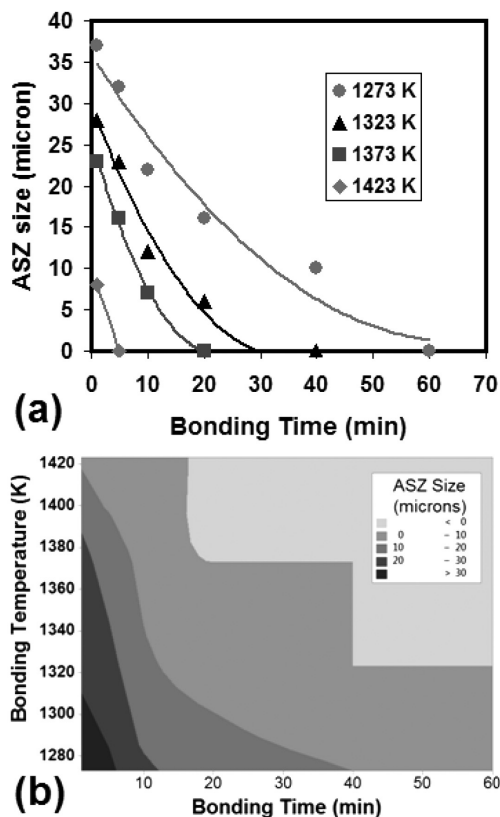 40
35
30
25
20
15
10
5
0
ASZ size (micron)
1273 K
1323 K
1373 K
1423 K
0 10 20 30 40 50 60 70
Bonding Time (min)
(a)
1420
1400
1380
1360
1340
1320
1300
1280
Bonding Temperature (K)
ASZ Size
(microns)
< 0
0 – 10
10 – 20
20 – 30
> 30
10 20 30 40 50 60
Bonding Time (min)
(b)